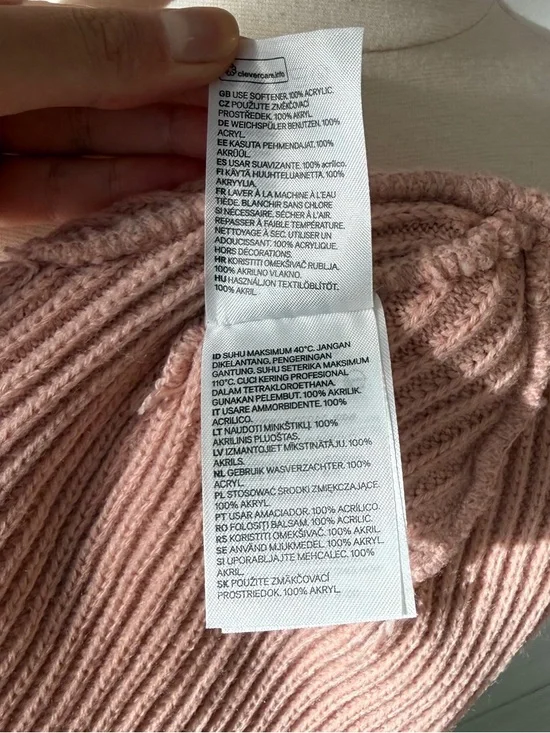 clevercare.info
GB USE SOFTENER. 100% ACRYLIC.
CZ POUŽIJTE ZMĚKČOVACÍ
PROSTŘEDEK. 100% AKRYL.
DE WEICHSPÜLER BENUTZEN. 100%
ACRYL.
EE KASUTA PEHMENDAJAT. 100%
AKRÜÜL.
ES USAR SUAVIZANTE. 100% acrílico.
FI KÄYTÄ HUUHTELUAINETTA. 100%
AKRYYLIA.
FR LAVER À LA MACHINE À L'EAU
TIÈDE. BLANCHIR SANS CHLORE
SI NÉCESSAIRE. SÉCHER À L'AIR.
REPASSER À FAIBLE TEMPÉRATURE.
NETTOYAGE À SEC. UTILISER UN
ADOUCISSANT. 100% ACRYLIQUE.
HORS DÉCORATIONS.
HR KORISTITI OMEKŠIVAČ RUBLJA.
100% AKRILNO VLAKNO.
HU HASZNÁLJON TEXTILÖBLÍTŐT.
100% AKRIL.
ID SUHU MAKSIMUM 40°C. JANGAN
DIKELANTANG. PENGERINGAN
GANTUNG. SUHU SETERIKA MAKSIMUM
110°C. CUCI KERING PROFESIONAL
DALAM TETRAKLOROETHANA.
GUNAKAN PELEMBUT. 100% AKRILIK.
IT USARE AMMORBIDENTE. 100%
ACRILICO.
LT NAUDOTI MINKŠTIKLĮ. 100%
AKRILINIS PLUOŠTAS.
LV IZMANTOJIET MĪKSTINĀTĀJU. 100%
AKRILS.
NL GEBRUIK WASVERZACHTER. 100%
ACRYL.
PL STOSOWAĆ ŚRODKI ZMIĘKCZAJĄCE.
100% AKRYL.
PT USAR AMACIADOR. 100% ACRÍLICO.
RO FOLOSIȚI BALSAM. 100% ACRILIC.
RS KORISTITI OMEKŠIVAČ. 100% AKRIL.
SE ANVÄND MJUKMEDEL. 100% AKRYL.
SI UPORABLJAJTE MEHČALEC. 100%
AKRIL.
SK POUŽITE ZMÄKČOVACÍ
PROSTRIEDOK. 100% AKRYL.